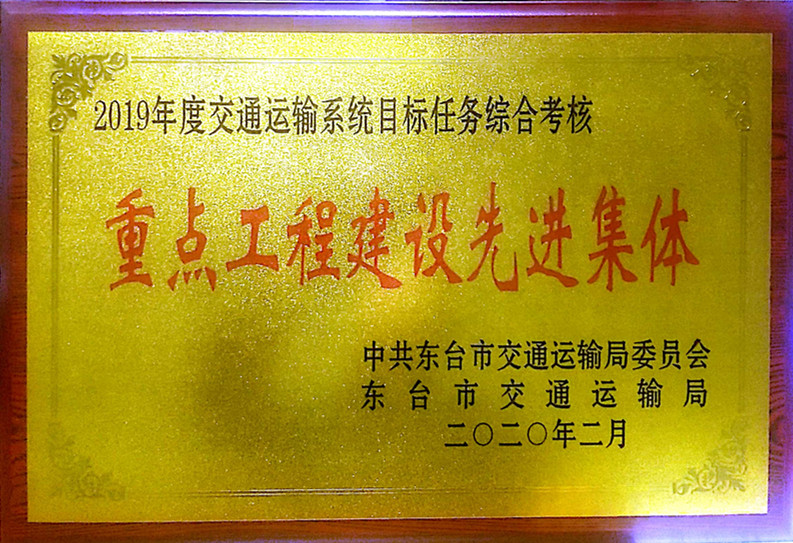 2019年度交通运输系统目标任务综合考核
重点工程建设先进集体
中共东台市交通运输局委员会
东台市交通运输局
二〇二〇年二月